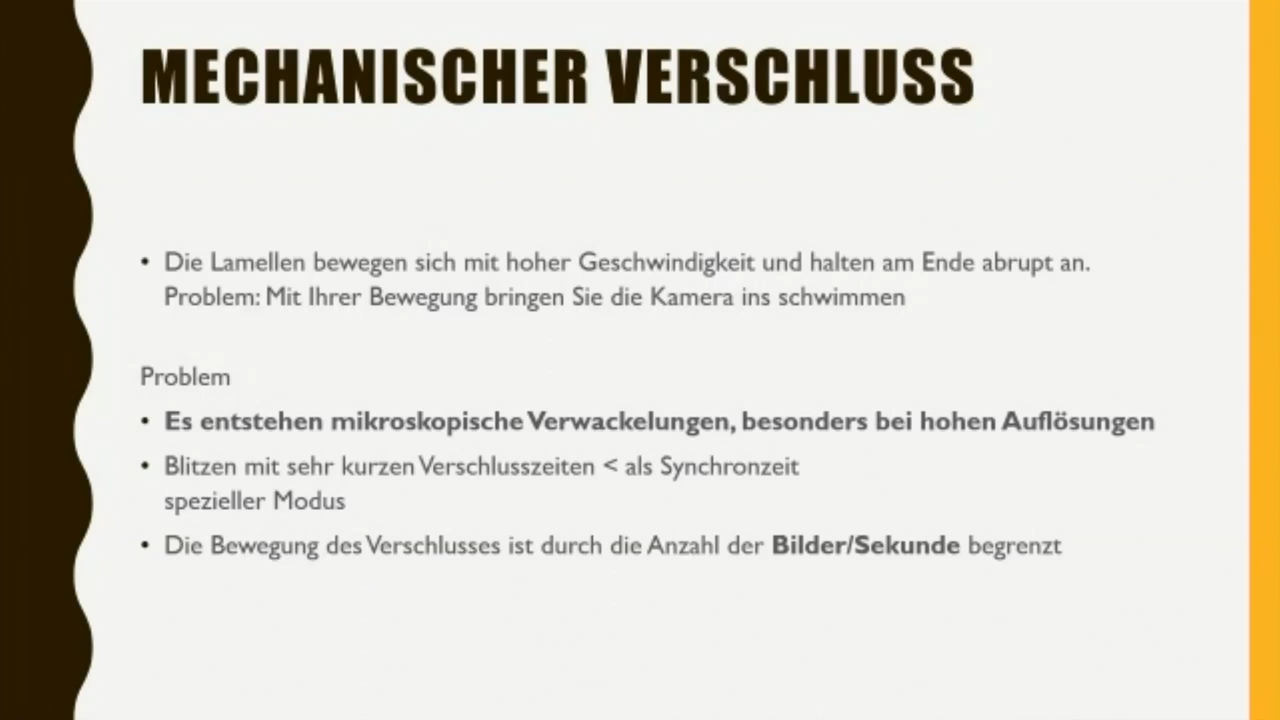 MECHANISCHER VERSCHLUSS
• Die Lamellen bewegen sich mit hoher Geschwindigkeit und halten am Ende abrupt an.
Problem: Mit Ihrer Bewegung bringen Sie die Kamera ins schwimmen
Problem
• Es entstehen mikroskopische Verwackelungen, besonders bei hohen Auflösungen
• Blitzen mit sehr kurzen Verschlusszeiten < als Synchronzeit
spezieller Modus
• Die Bewegung des Verschlusses ist durch die Anzahl der Bilder/Sekunde begrenzt